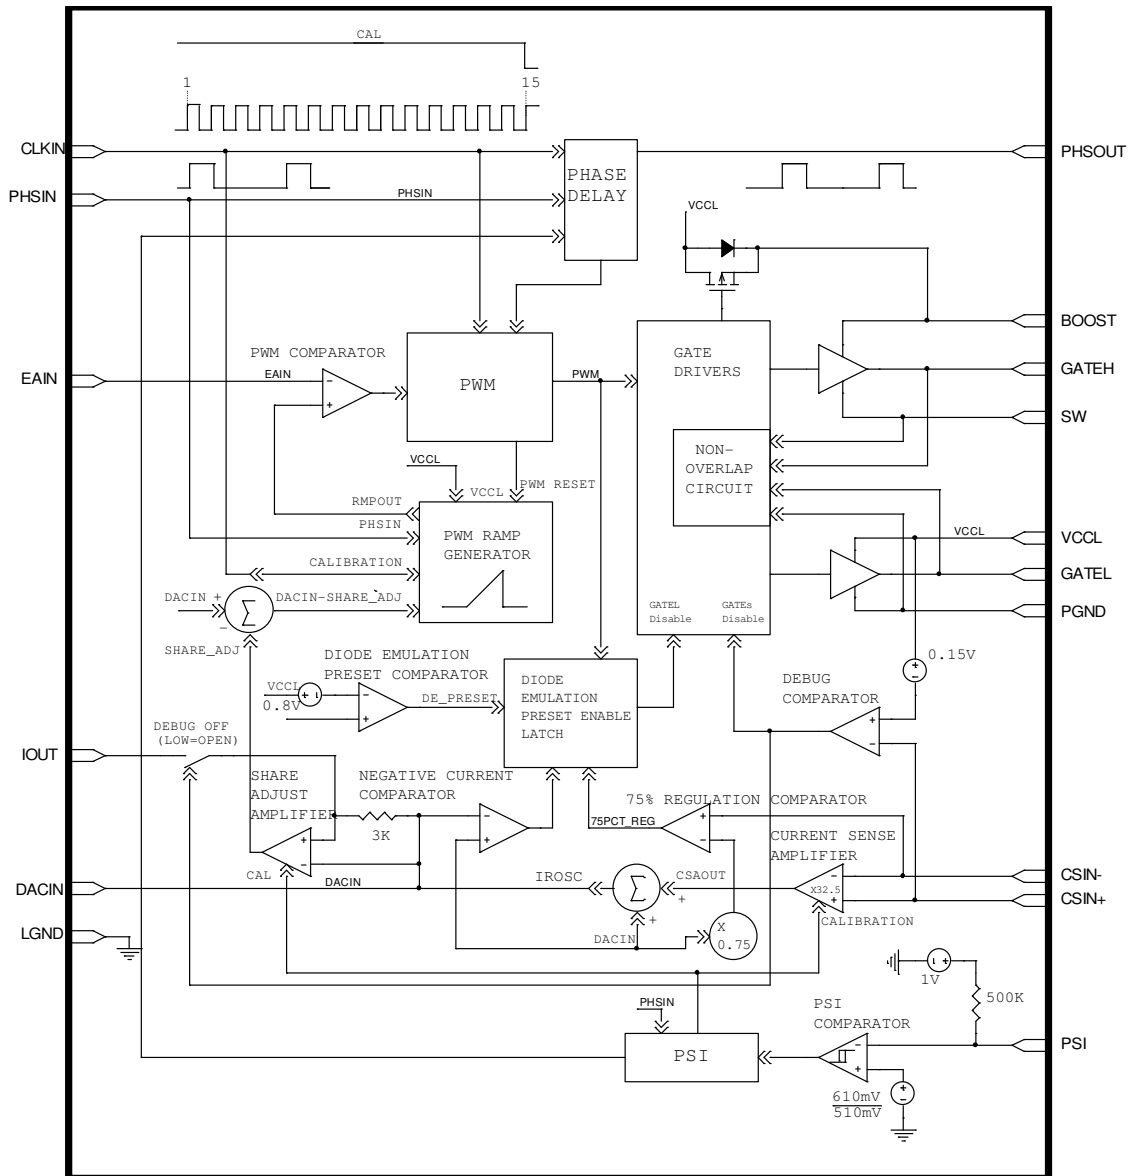 CAL
1
15
CLKIN
PHSOUT
PHASE
DELAY
PHSIN
PHSIN
VCCL
BOOST
PWM COMPARATOR
GATE
DRIVERS
EAIN
EAIN
-
+
PWM
PWM
GATEH
SW
NON-
OVERLAP
CIRCUIT
VCCL
PWM RESET
VCCL
RMPOUT
PHSIN
PWM RAMP
GENERATOR
VCCL
VCCL
CALIBRATION
GATEL
DACIN +
Σ
-
DACIN-SHARE_ADJ
GATEL
Disable
GATEs
Disable
PGND
SHARE_ADJ
DIODE EMULATION
PRESET COMPARATOR
0.15V
+
-
VCCL
+
-
0.8V
-
+
DE_PRESET
DIODE
EMULATION
PRESET ENABLE
LATCH
DEBUG
COMPARATOR
+
-
DEBUG OFF
(LOW=OPEN)
IOUT
SHARE
ADJUST
AMPLIFIER
NEGATIVE CURRENT
COMPARATOR
3K
+
-
-
+
75% REGULATION COMPARATOR
75PCT_REG
+
-
CURRENT SENSE
AMPLIFIER
CAL
DACIN
DACIN
IROSC
Σ
CSAOUT
+
+
-
X32.5
+
CSIN-
CSIN+
CALIBRATION
LGND
DACIN
X
0.75
+
-
1V
500K
PHSIN
PSI
COMPARATOR
PSI
-
+
PSI
610mV
510mV
+
-